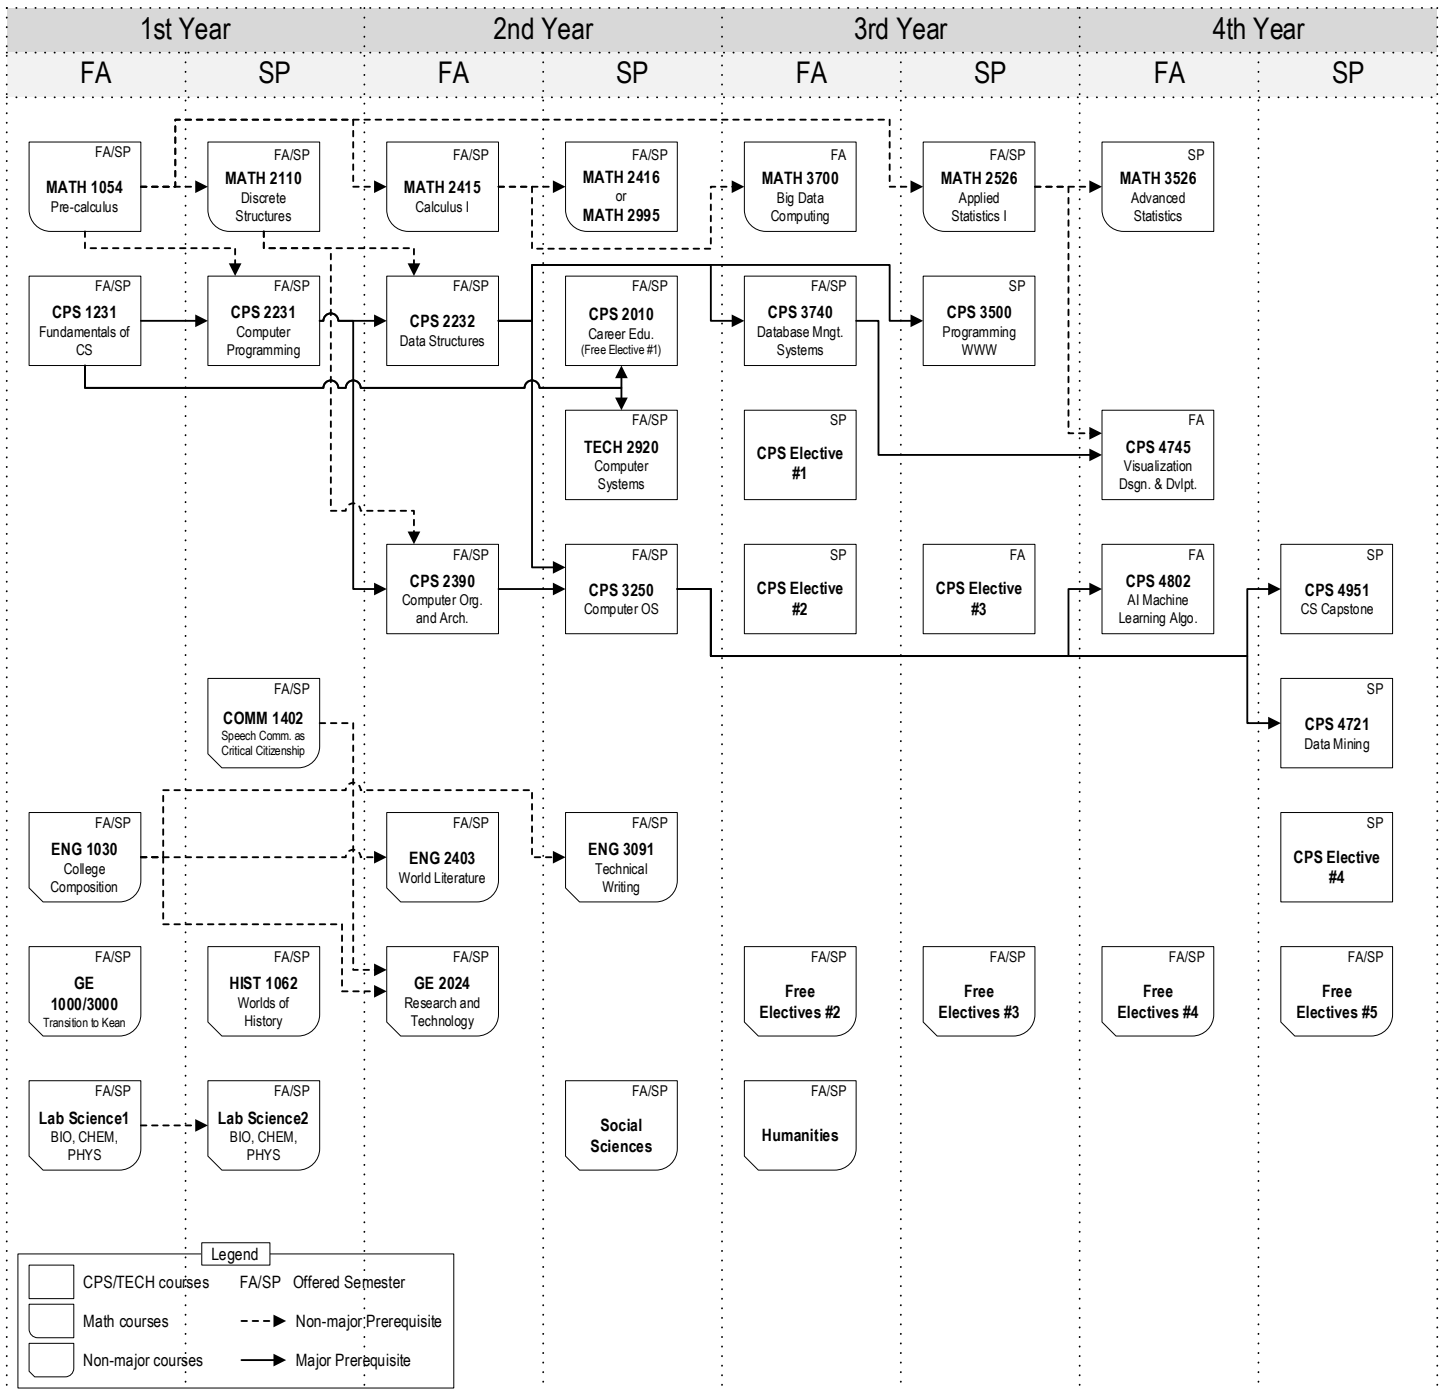 1st Year
2nd Year
3rd Year
4th Year
FA
SP
FA
SP
FA
SP
FA
SP
FA/SP
MATH 1054
Pre-calculus
FA/SP
MATH 2110
Discrete
Structures
FA/SP
MATH 2415
Calculus I
FA/SP
MATH 2416
or
MATH 2995
FA
MATH 3700
Big Data
Computing
FA/SP
MATH 2526
Applied
Statistics I
SP
MATH 3526
Advanced
Statistics
FA/SP
CPS 1231
Fundamentals of
CS
FA/SP
CPS 2231
Computer
Programming
FA/SP
CPS 2232
Data Structures
FA/SP
CPS 2010
Career Edu.
(Free Elective #1)
FA/SP
CPS 3740
Database Mngt.
Systems
SP
CPS 3500
Programming
WWW
FA/SP
TECH 2920
Computer
Systems
SP
CPS Elective
#1
FA
CPS 4745
Visualization
Dsgn. & Dvlpt.
FA/SP
CPS 2390
Computer Org.
and Arch.
FA/SP
CPS 3250
Computer OS
SP
CPS Elective
#2
FA
CPS Elective
#3
FA
CPS 4802
AI Machine
Learning Algo.
SP
CPS 4951
CS Capstone
FA/SP
COMM 1402
Speech Comm. as
Critical Citizenship
SP
CPS 4721
Data Mining
FA/SP
ENG 1030
College
Composition
FA/SP
ENG 2403
World Literature
FA/SP
ENG 3091
Technical
Writing
SP
CPS Elective
#4
FA/SP
GE
1000/3000
Transition to Kean
FA/SP
HIST 1062
Worlds of
History
FA/SP
GE 2024
Research and
Technology
FA/SP
Free
Electives #2
FA/SP
Free
Electives #3
FA/SP
Free
Electives #4
FA/SP
Free
Electives #5
FA/SP
Lab Science1
BIO, CHEM,
PHYS
FA/SP
Lab Science2
BIO, CHEM,
PHYS
FA/SP
Social
Sciences
FA/SP
Humanities
Legend
CPS/TECH courses
FA/SP Offered Semester
Math courses
Non-major Prerequisite
Non-major courses
Major Prerequisite